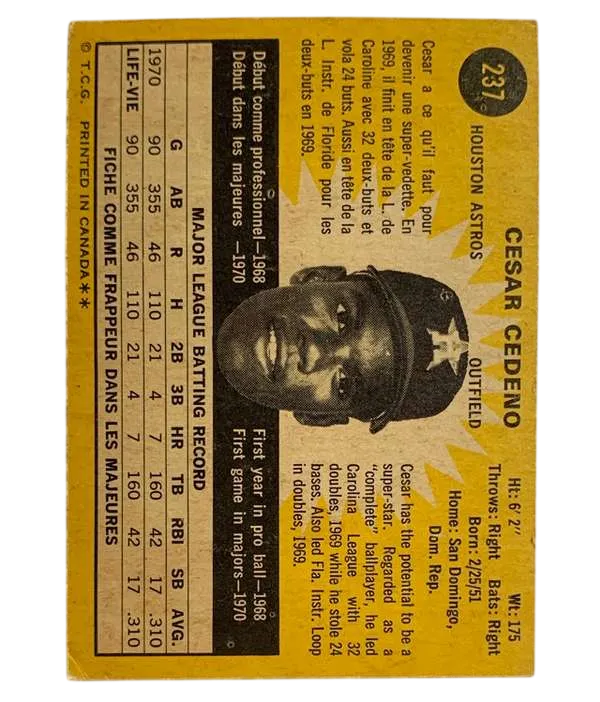 237
CESAR CEDENO
HOUSTON ASTROS OUTFIELD
Ht: 6' 2" Wt: 175
Throws: Right Bats: Right
Born: 2/25/51
Home: San Domingo,
Dom. Rep.
Cesar a ce qu'il faut pour
devenir une super-vedette. En
1969, il finit en tête de la L. de
Caroline avec 32 deux-buts et
vola 24 buts. Aussi en tête de la
L. Instr. de Floride pour les
deux-buts en 1969.
Cesar has the potential to be a
super-star. Regarded as a
"complete" ballplayer, he led
Carolina League with 32
doubles, 1969 while he stole 24
bases. Also led Fla. Instr. Loop
in doubles, 1969.
Début comme professionnel—1968
Début dans les majeures —1970
First year in pro ball—1968
First game in majors—1970
MAJOR LEAGUE BATTING RECORD
G AB R H 2B 3B HR TB RBI SB AVG.
1970 90 355 46 110 21 4 7 160 42 17 .310
LIFE-VIE 90 355 46 110 21 4 7 160 42 17 .310
FICHE COMME FRAPPEUR DANS LES MAJEURES
© T.C.G. PRINTED IN CANADA**